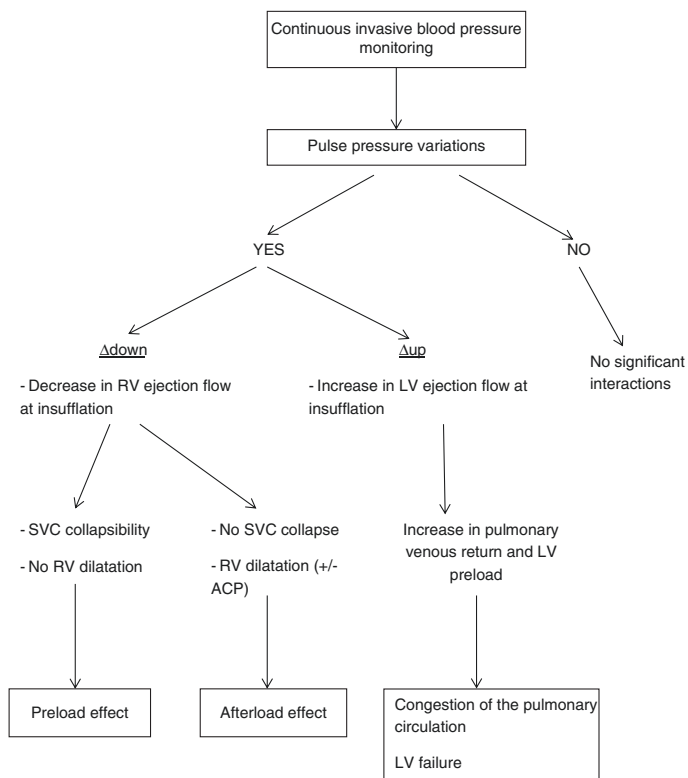 Continuous invasive blood pressure
monitoring
Pulse pressure variations
YES
NO
Δdown
Δup
No significant
interactions
- Decrease in RV ejection flow
at insufflation
- Increase in LV ejection flow at
insufflation
- SVC collapsibility
- No RV dilatation
- No SVC collapse
- RV dilatation (+/-
ACP)
Increase in pulmonary
venous return and LV
preload
Preload effect
Afterload effect
Congestion of the pulmonary
circulation
LV failure